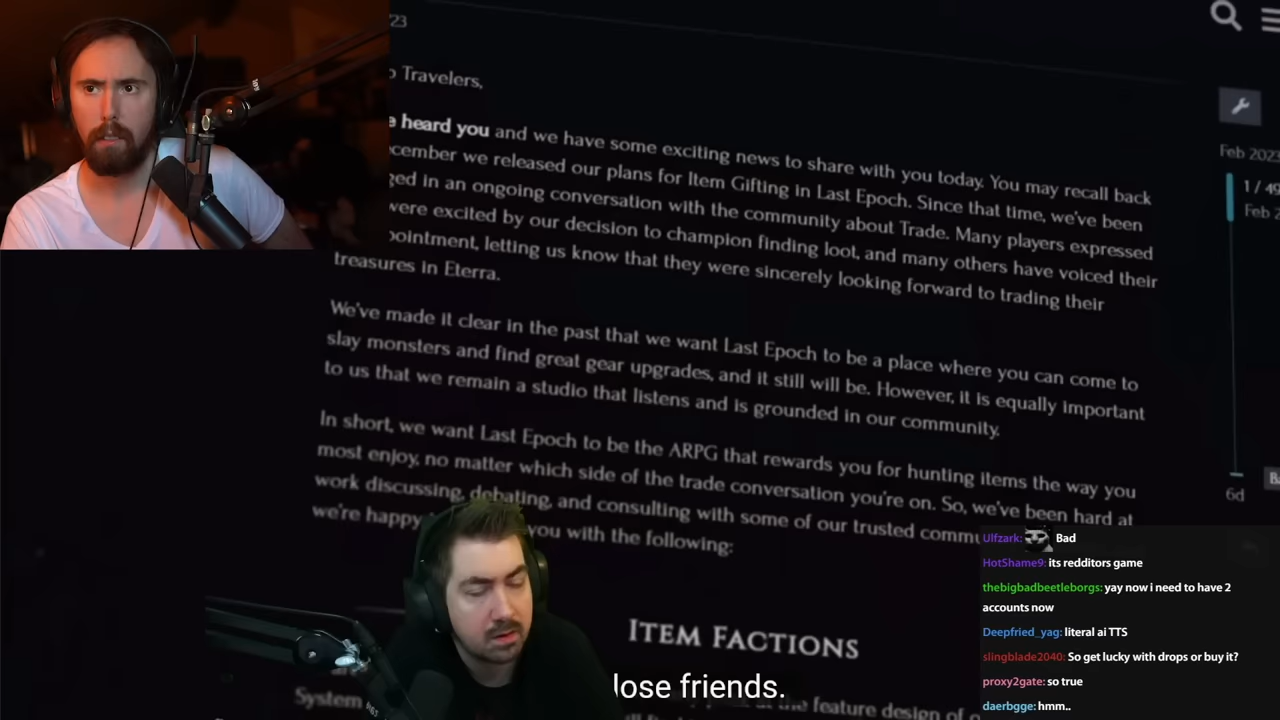 23
Travelers,
heard you and we have some exciting news to share with you today. You may recall back
cember we released our plans for Item Gifting in Last Epoch. Since that time, we've been
ged in an ongoing conversation with the community about Trade. Many players expressed
were excited by our decision to champion finding loot, and many others have voiced their
pointment, letting us know that they were sincerely looking forward to trading their
treasures in Eterra.
We've made it clear in the past that we want Last Epoch to be a place where you can come to
slay monsters and find great gear upgrades, and it still will be. However, it is equally important
to us that we remain a studio that listens and is grounded in our community.
In short, we want Last Epoch to be the ARPG that rewards you for hunting items the way you
most enjoy, no matter which side of the trade conversation you're on. So, we've been hard at
work discussing, debating, and consulting with some of our trusted commu
we're happy you with the following:
ITEM FACTIONS
System
the feature design of
lose friends.
Feb 2023
1 / 49
Feb
6d
Ulfzark: Bad
HotShame9: its redditors game
thebigbadbeetleborgs: yay now i need to have 2
accounts now
Deepfried_yag: literal ai TTS
slingblade2040: So get lucky with drops or buy it?
proxy2gate: so true
daerbgge: hmm..